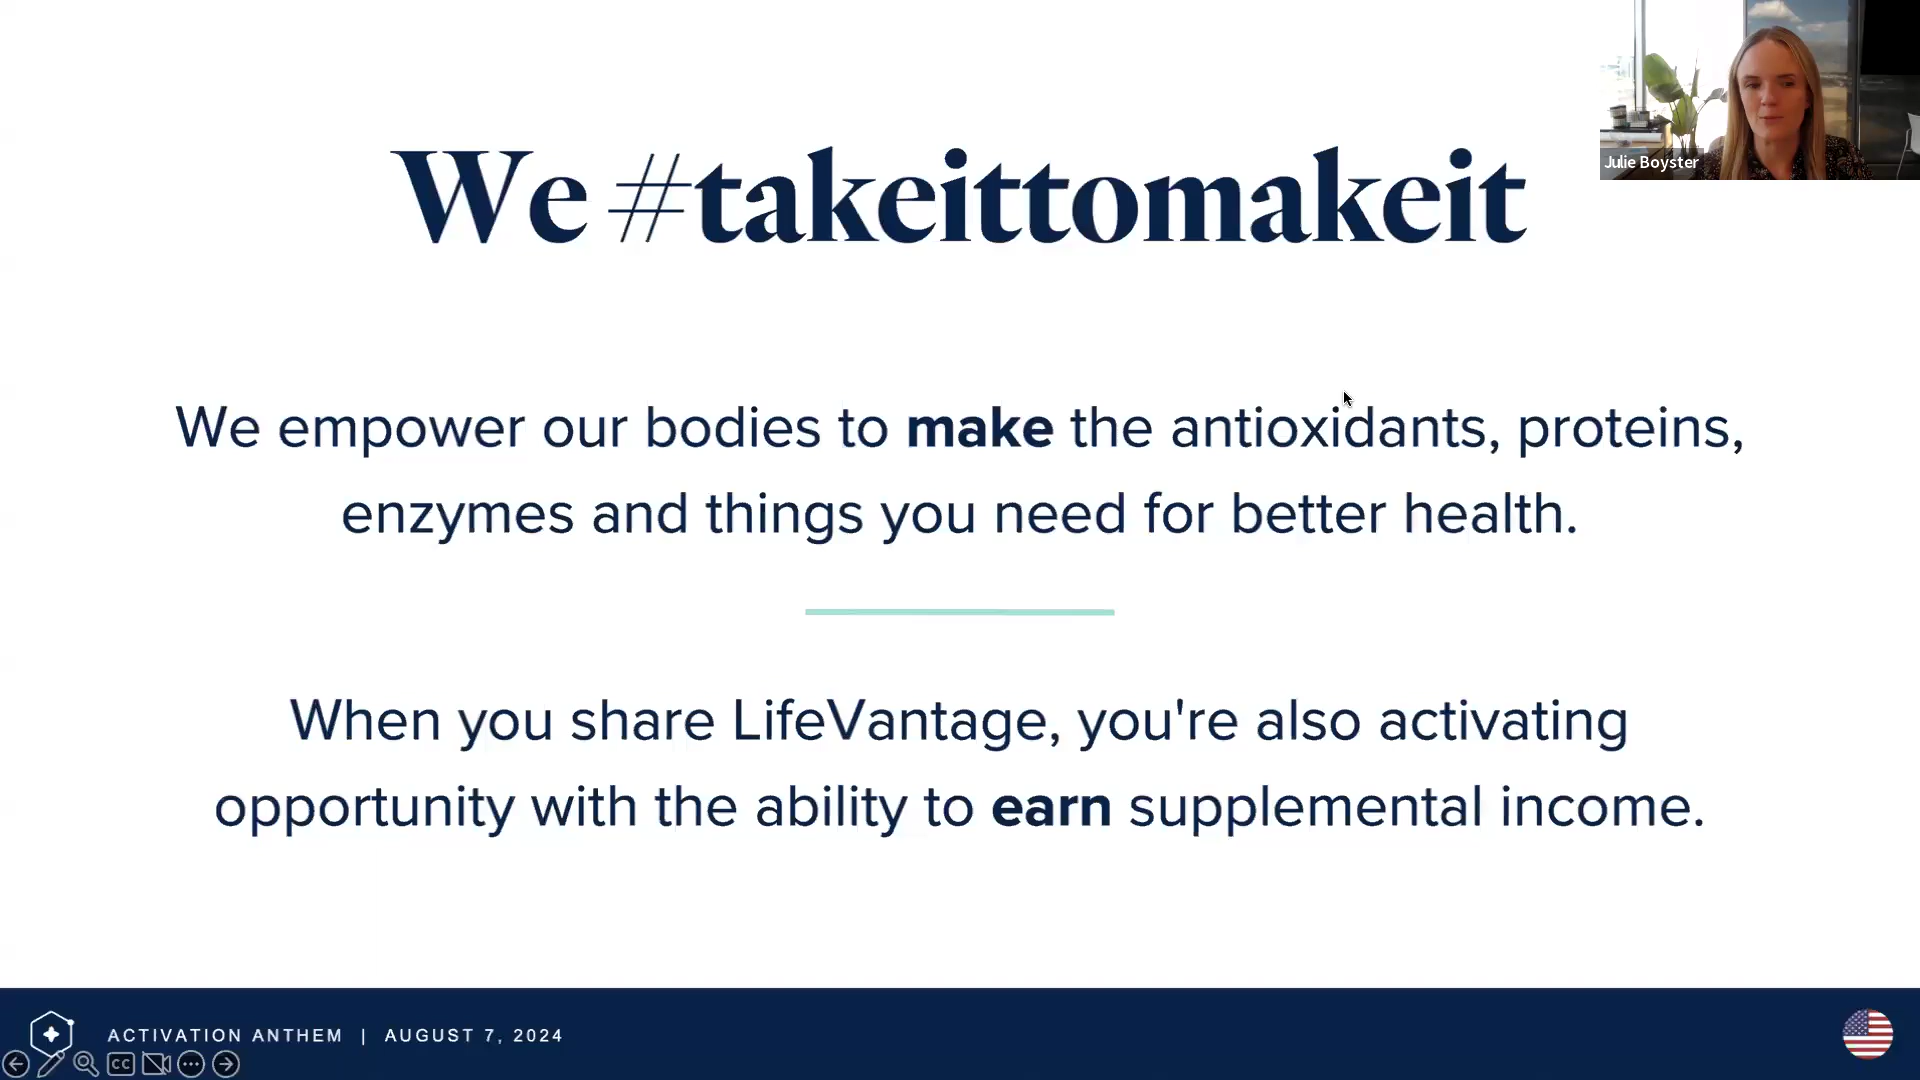 We #takeittomakeit
Julie Boyster
We empower our bodies to make the antioxidants, proteins,
enzymes and things you need for better health.
When you share LifeVantage, you're also activating
opportunity with the ability to earn supplemental income.
ACTIVATION ANTHEM | AUGUST 7, 2024
CC